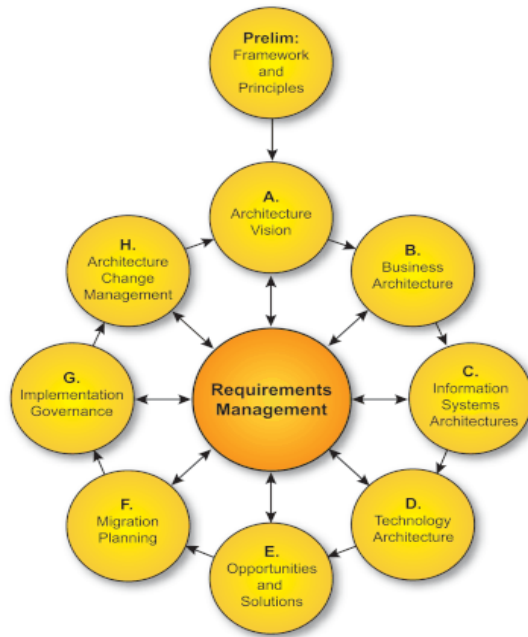 Prelim:
Framework
and
Principles
A.
Architecture
Vision
B.
Business
Architecture
C.
Information
Systems
Architectures
D.
Technology
Architecture
E.
Opportunities
and
Solutions
F.
Migration
Planning
G.
Implementation
Governance
H.
Architecture
Change
Management
Requirements
Management